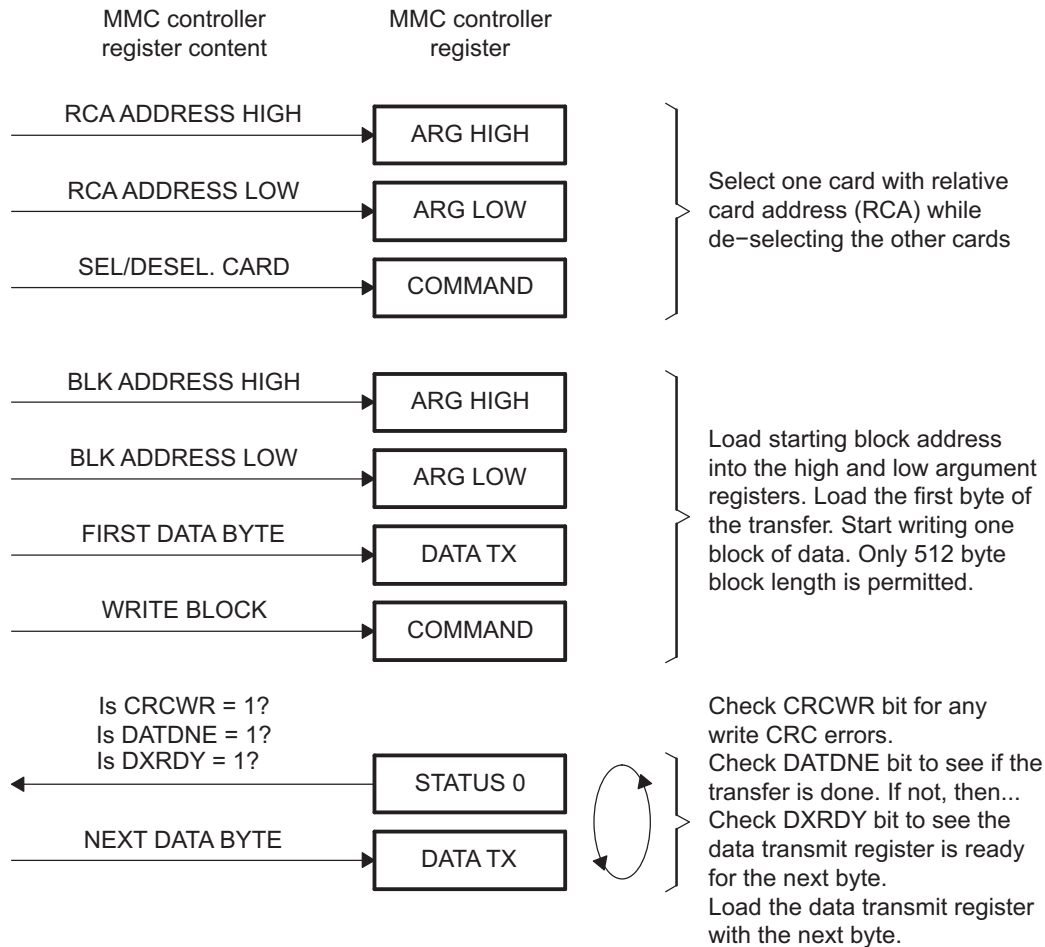 MMC controller
register content
MMC controller
register
RCA ADDRESS HIGH
ARG HIGH
RCA ADDRESS LOW
ARG LOW
SEL/DESEL. CARD
COMMAND
Select one card with relative
card address (RCA) while
de−selecting the other cards
BLK ADDRESS HIGH
ARG HIGH
BLK ADDRESS LOW
ARG LOW
FIRST DATA BYTE
DATA TX
WRITE BLOCK
COMMAND
Load starting block address
into the high and low argument
registers. Load the first byte of
the transfer. Start writing one
block of data. Only 512 byte
block length is permitted.
Is CRCWR = 1?
Is DATDNE = 1?
Is DXRDY = 1?
STATUS 0
NEXT DATA BYTE
DATA TX
Check CRCWR bit for any
write CRC errors.
Check DATDNE bit to see if the
transfer is done. If not, then...
Check DXRDY bit to see the
data transmit register is ready
for the next byte.
Load the data transmit register
with the next byte.